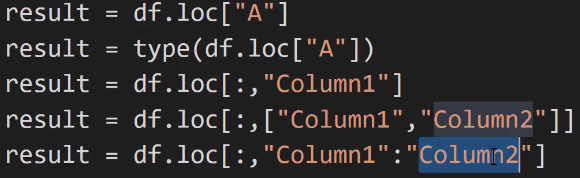 result = df.loc["A"]
result = type(df.loc["A"])
result = df.loc[:,"Column1"]
result = df.loc[:,["Column1","Column2"]]
result = df.loc[:,"Column1":"Column2"]